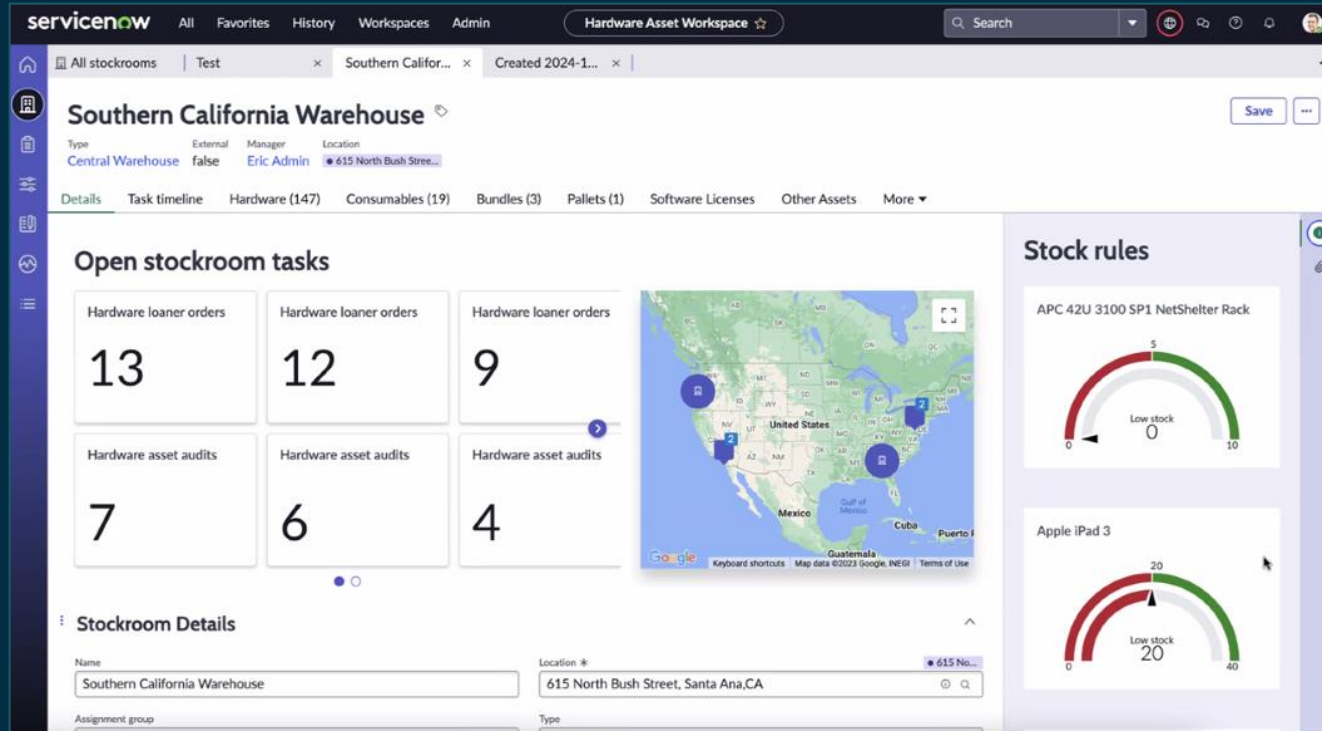 servicenow All Favorites History Workspaces Admin Hardware Asset Workspace Search
All stockrooms Test Southern Califor... Created 2024-1...
Southern California Warehouse
Save
Type External Manager Location
Central Warehouse false Eric Admin 615 North Bush Stree...
Details Task timeline Hardware (147) Consumables (19) Bundles (3) Pallets (1) Software Licenses Other Assets More
Open stockroom tasks
Hardware loaner orders
13
Hardware loaner orders
12
Hardware loaner orders
9
Hardware asset audits
7
Hardware asset audits
6
Hardware asset audits
4
United States
2
2
Gulf of
Mexico
Mexico
Cuba
Puerto
Guatemala
Google
Keyboard shortcuts Map data ©2023 Google, INEGI Terms of Use
Stock rules
APC 42U 3100 SP1 NetShelter Rack
5
Low stock
0
0 10
Apple iPad 3
20
Low stock
20
0 40
Stockroom Details
Name
Southern California Warehouse
Location *
615 No...
615 North Bush Street, Santa Ana,CA
Assignment group
Type